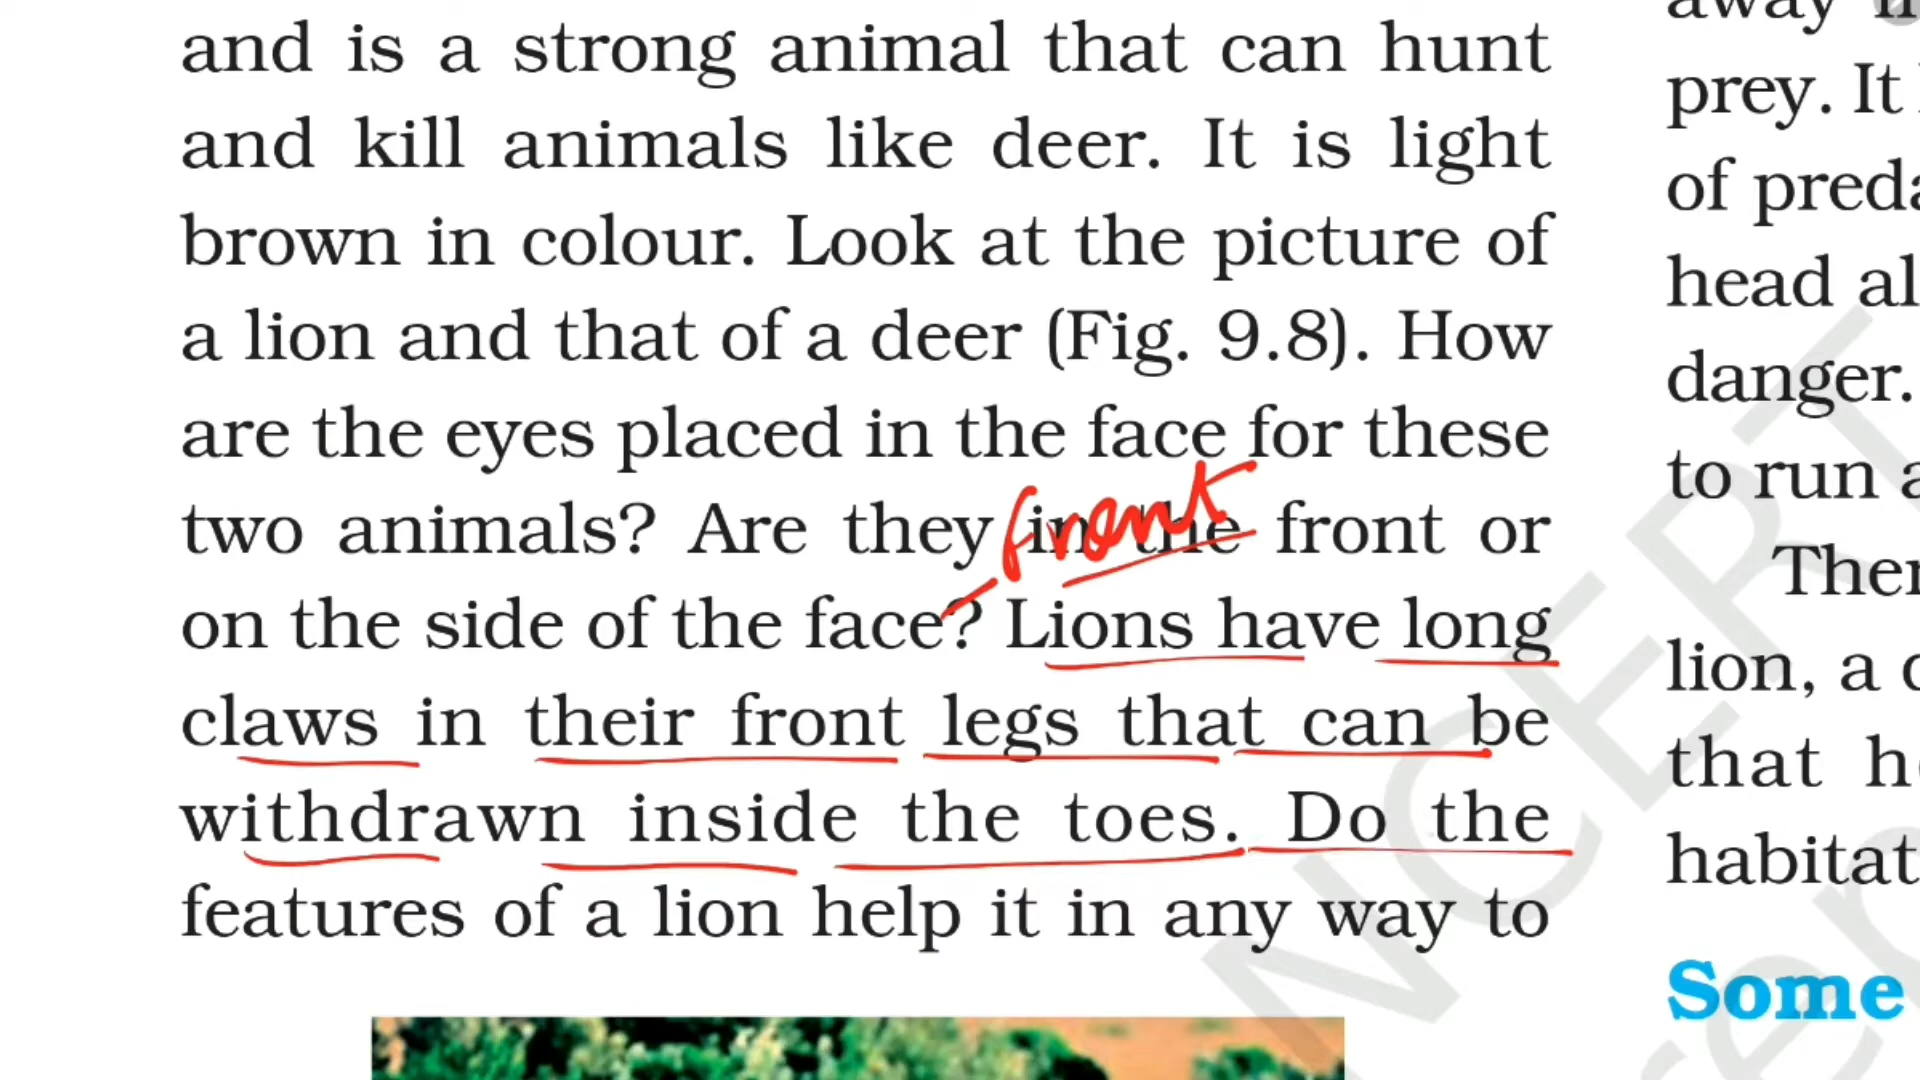 and is a strong animal that can hunt
and kill animals like deer. It is light
brown in colour. Look at the picture of
a lion and that of a deer (Fig. 9.8). How
are the eyes placed in the face for these
two animals? Are they in the front or
front
on the side of the face? Lions have long
claws in their front legs that can be
withdrawn inside the toes. Do the
features of a lion help it in any way to
prey. It
of
head
danger.
to run
lion, a
that
habitat
Some
NCERT